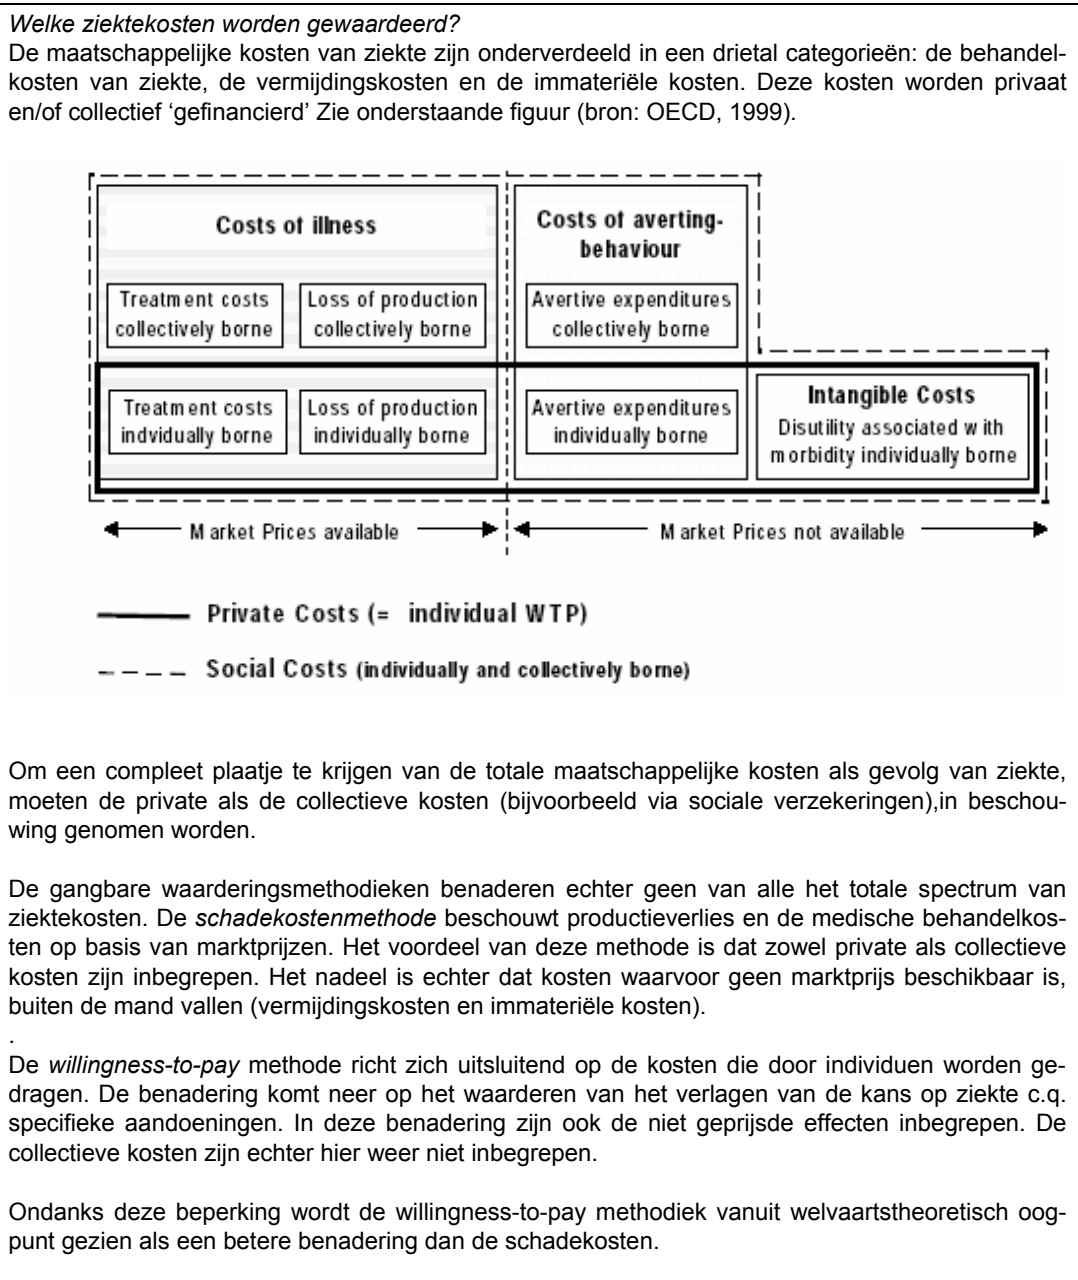 Welke ziektekosten worden gewaardeerd?
De maatschappelijke kosten van ziekte zijn onderverdeeld in een drietal categorieën: de behandel-
kosten van ziekte, de vermijdingskosten en de immateriële kosten. Deze kosten worden privaat
en/of collectief ‘gefinancierd’ Zie onderstaande figuur (bron: OECD, 1999).
Costs of illness
Treatment costs
collectively borne
Loss of production
collectively borne
Costs of averting-
behaviour
Avertive expenditures
collectively borne
Treatment costs
indvidually borne
Loss of production
individually borne
Avertive expenditures
individually borne
Intangible Costs
Disutility associated with
morbidity individually borne
Market Prices available
Market Prices not available
Private Costs (= individual WTP)
Social Costs (individually and collectively borne)
Om een compleet plaatje te krijgen van de totale maatschappelijke kosten als gevolg van ziekte,
moeten de private als de collectieve kosten (bijvoorbeeld via sociale verzekeringen),in beschou-
wing genomen worden.
De gangbare waarderingsmethodieken benaderen echter geen van alle het totale spectrum van
ziektekosten. De schadekostenmethode beschouwt productieverlies en de medische behandelkos-
ten op basis van marktprijzen. Het voordeel van deze methode is dat zowel private als collectieve
kosten zijn inbegrepen. Het nadeel is echter dat kosten waarvoor geen marktprijs beschikbaar is,
buiten de mand vallen (vermijdingskosten en immateriële kosten).
.
De willingness-to-pay methode richt zich uitsluitend op de kosten die door individuen worden ge-
dragen. De benadering komt neer op het waarderen van het verlagen van de kans op ziekte c.q.
specifieke aandoeningen. In deze benadering zijn ook de niet geprijsde effecten inbegrepen. De
collectieve kosten zijn echter hier weer niet inbegrepen.
Ondanks deze beperking wordt de willingness-to-pay methodiek vanuit welvaartstheoretisch oog-
punt gezien als een betere benadering dan de schadekosten.